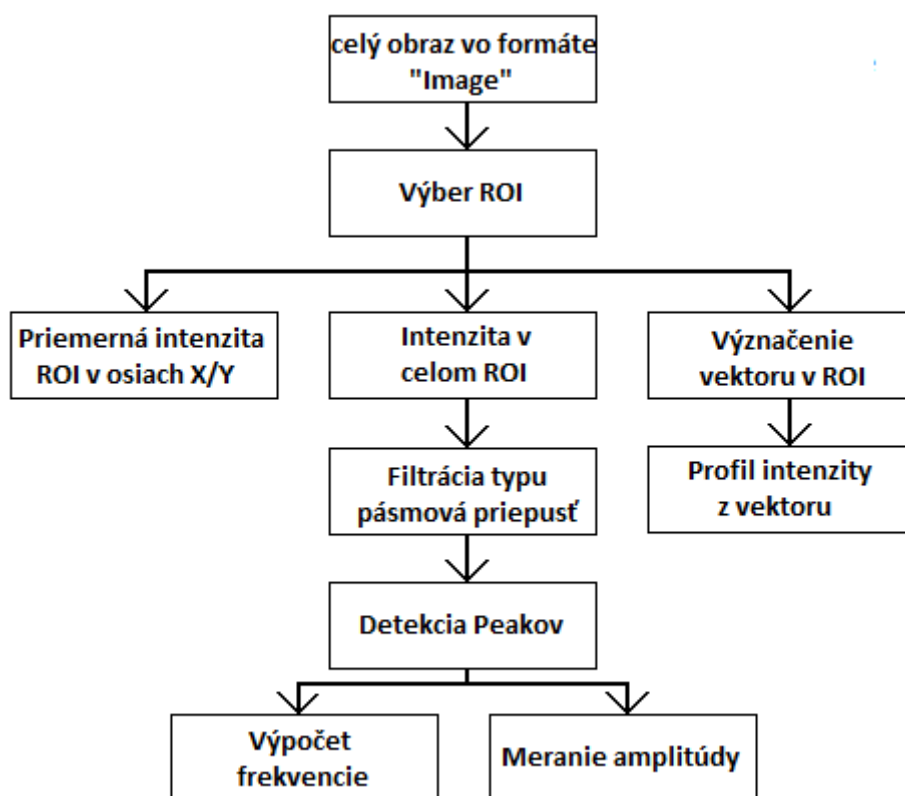 celý obraz vo formáte
"Image"
Výber ROI
Priemerná intenzita
ROI v osiach X/Y
Intenzita v
celom ROI
Význačenie
vektoru v ROI
Filtrácia typu
pásmová priepusť
Profil intenzity
z vektoru
Detekcia Peakov
Výpočet
frekvencie
Meranie amplitúdy